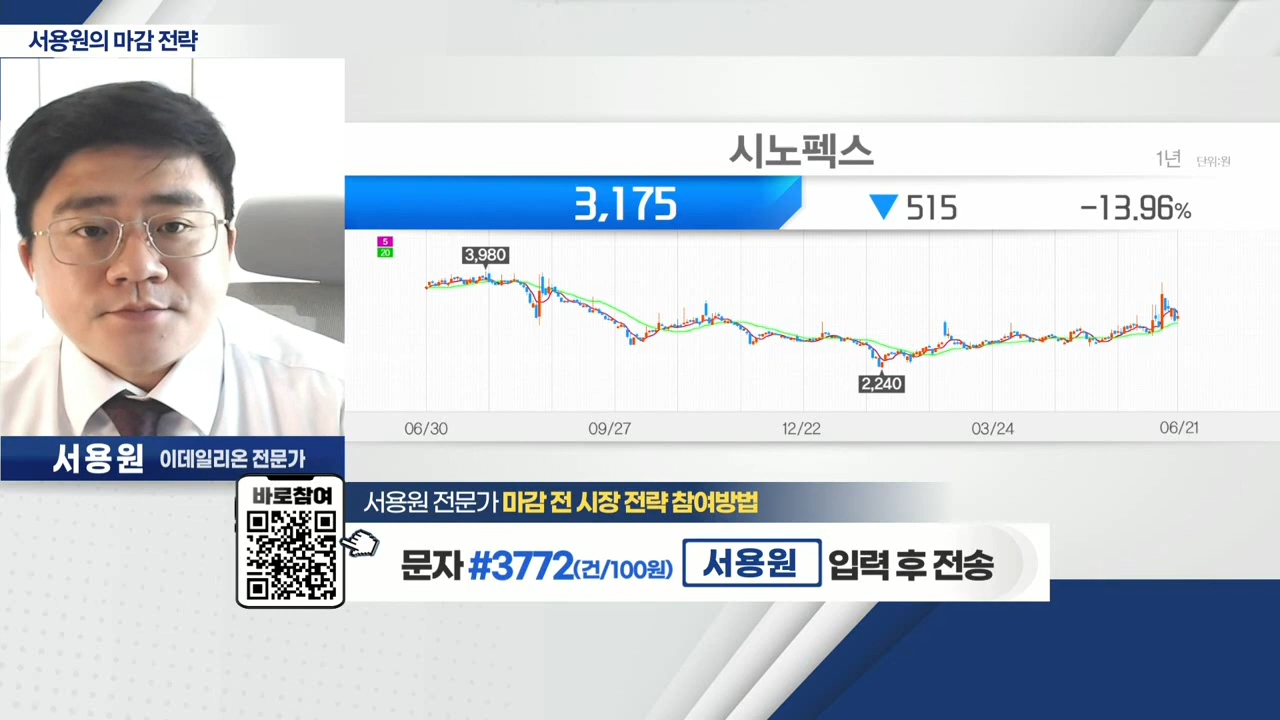 서용원의 마감 전략
시노펙스
1년 단위:원
3,175 ▼515 -13.96%
5
20
3,980
2,240
06/30 09/27 12/22 03/24 06/21
서용원 이데일리온 전문가
바로참여
서용원 전문가 마감 전 시장 전략 참여방법
문자 #3772(건/100원) 서용원 입력 후 전송